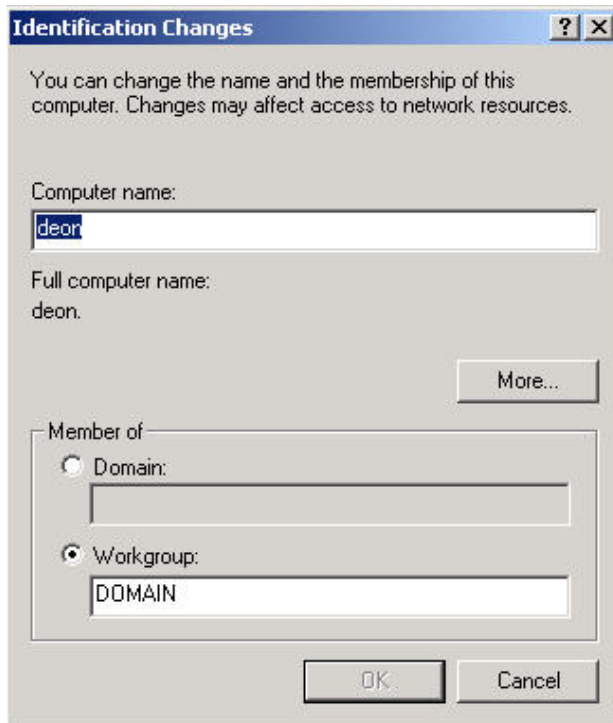 Identification Changes
You can change the name and the membership of this
computer. Changes may affect access to network resources.
Computer name:
deon
Full computer name:
deon.
More...
Member of
Domain:
Workgroup:
DOMAIN
OK Cancel